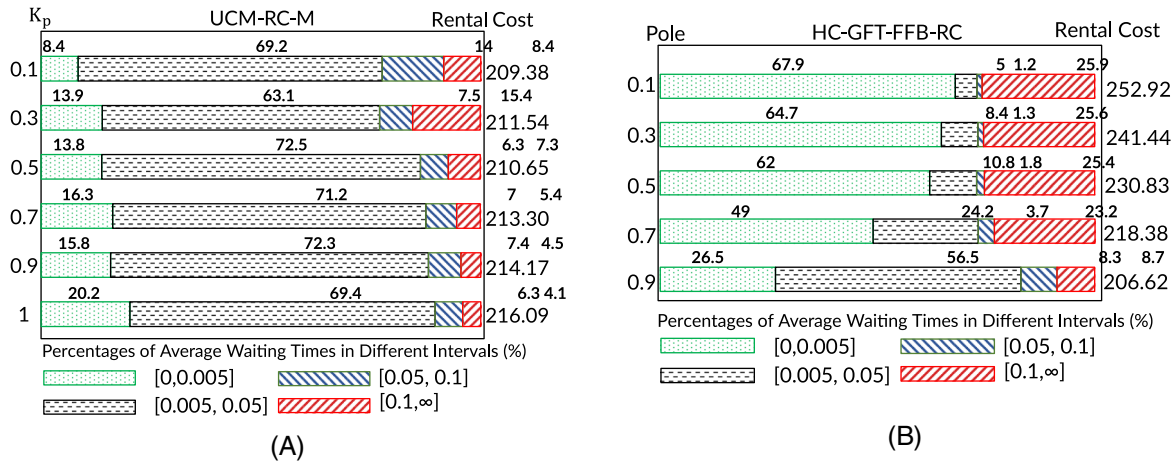 K_p UCM-RC-M Rental Cost
8.4 69.2 14 8.4
0.1 209.38
13.9 63.1 7.5 15.4
0.3 211.54
13.8 72.5 6.3 7.3
0.5 210.65
16.3 71.2 7 5.4
0.7 213.30
15.8 72.3 7.4 4.5
0.9 214.17
20.2 69.4 6.3 4.1
1 216.09
Percentages of Average Waiting Times in Different Intervals (%)
[0,0.005] [0.05, 0.1]
[0.005, 0.05] [0.1,∞]
(A)
Pole HC-GFT-FFB-RC Rental Cost
67.9 5 1.2 25.9
0.1 252.92
64.7 8.4 1.3 25.6
0.3 241.44
62 10.8 1.8 25.4
0.5 230.83
49 24.2 3.7 23.2
0.7 218.38
26.5 56.5 8.3 8.7
0.9 206.62
Percentages of Average Waiting Times in Different Intervals (%)
[0,0.005] [0.05, 0.1]
[0.005, 0.05] [0.1,∞]
(B)